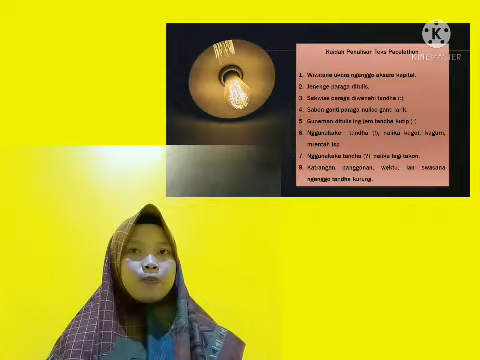 Kaidah Penulisan Teks Pacelathon
KINEMASTER
1. Wiwitane ukara nganggo aksara kapital.
2. Jenenge paraga ditulis.
3. Sakwise paraga diwenehi tandha (:)
4. Saben ganti paraga nulise ganti larik.
5 Guneman ditulis ing jero tandha kutip (" ")
6. Nggunakake tandha (!), nalika kaget, kagum,
mrentah lsp.
7. Nggunakake tandha (?) nalika lagi takon.
8. Katrangan panggonan, wektu, lan swasana
nganggo tandha kurung.